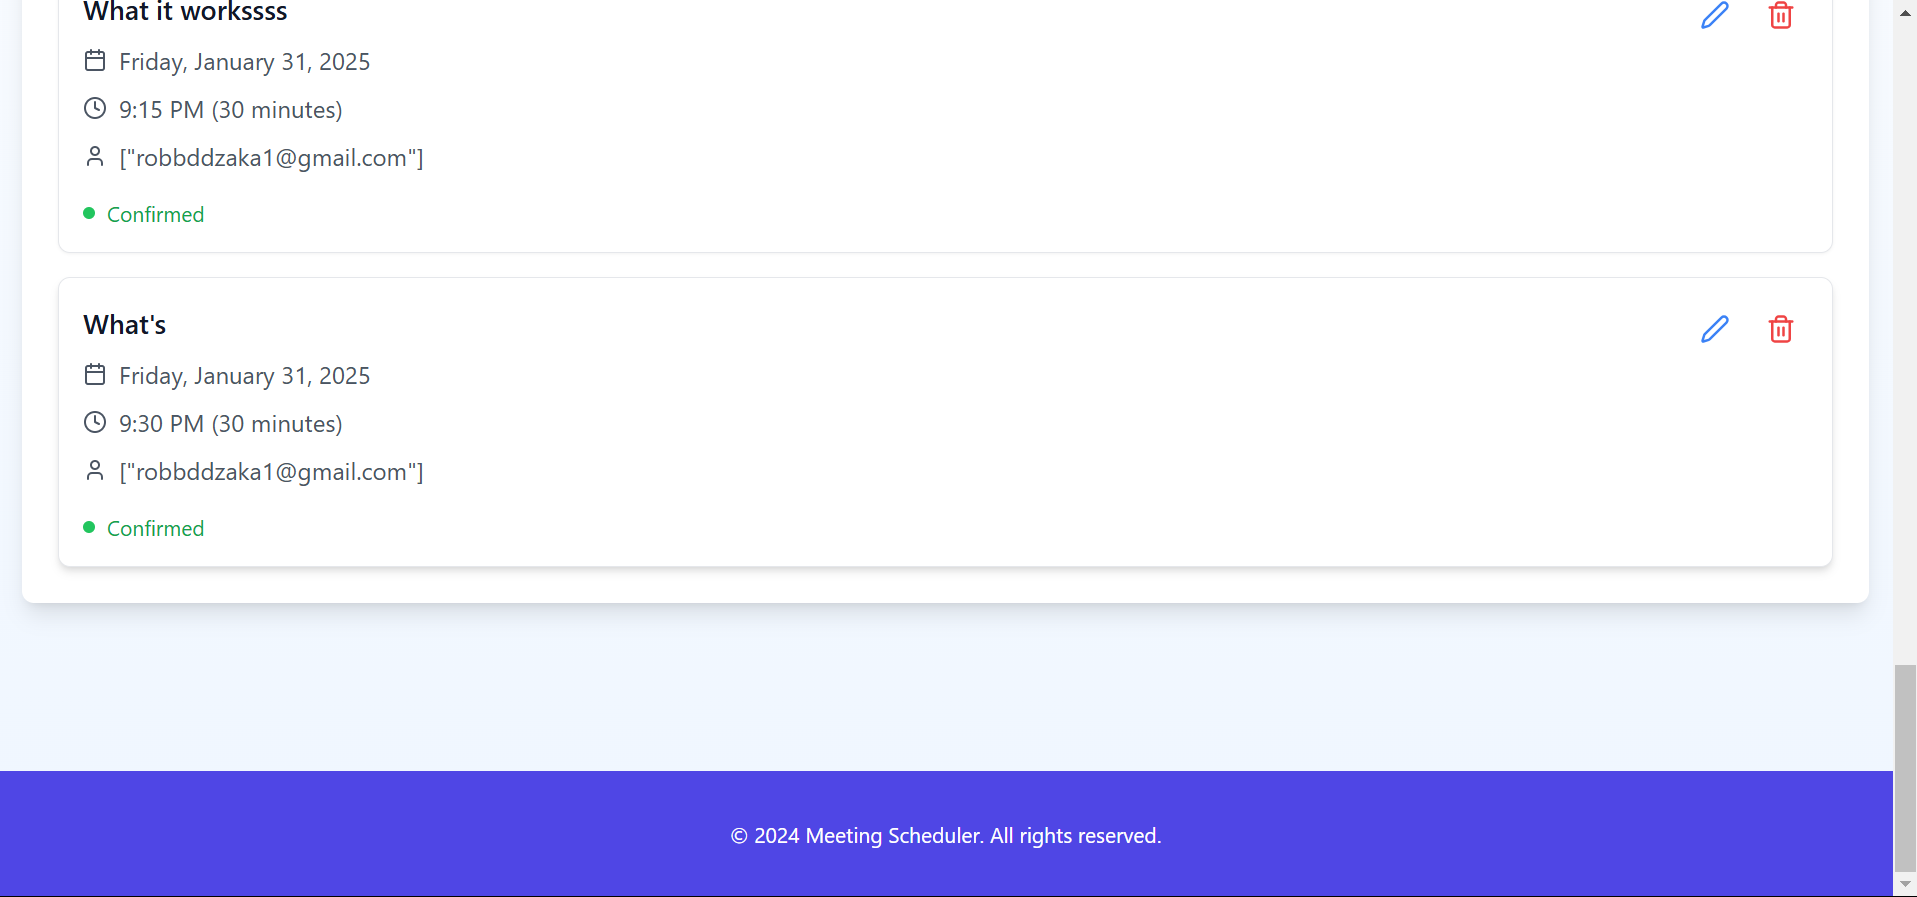 What it workssss
Friday, January 31, 2025
9:15 PM (30 minutes)
["robbddzaka1@gmail.com"]
Confirmed
What's
Friday, January 31, 2025
9:30 PM (30 minutes)
["robbddzaka1@gmail.com"]
Confirmed
© 2024 Meeting Scheduler. All rights reserved.